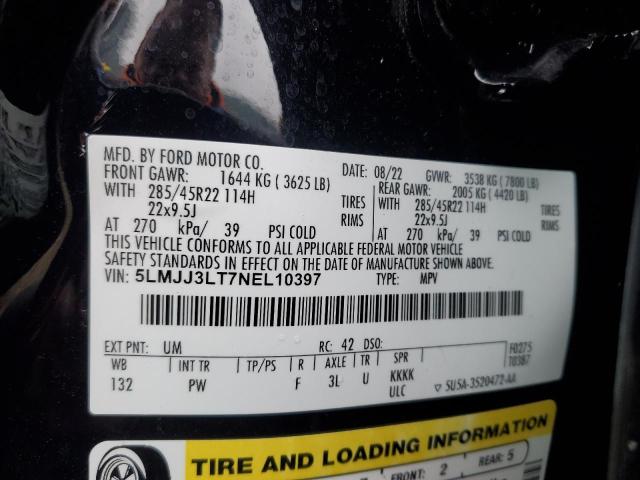 MFD. BY FORD MOTOR CO. DATE: 08/22 GVWR: 3538 KG ( 7800 LB)
FRONT GAWR: 1644 KG ( 3625 LB) REAR GAWR: 2005 KG ( 4420 LB)
WITH 285/45R22 114H TIRES WITH 285/45R22 114H TIRES
22x9.5J RIMS 22x9.5J RIMS
AT 270 kPa/ 39 PSI COLD AT 270 kPa/ 39 PSI COLD
THIS VEHICLE CONFORMS TO ALL APPLICABLE FEDERAL MOTOR VEHICLE
SAFETY STANDARDS IN EFFECT ON THE DATE OF MANUFACTURE SHOWN ABOVE.
VIN: 5LMJJ3LT7NEL10397 TYPE: MPV
EXT PNT: UM RC: 42 DSO: F0275
T0387
WB INT TR TP/PS R AXLE TR SPR
132 PW F 3L U KKKK
ULC
5U5A-3520472-AA
TIRE AND LOADING INFORMATION
FRONT: 2 REAR: 5